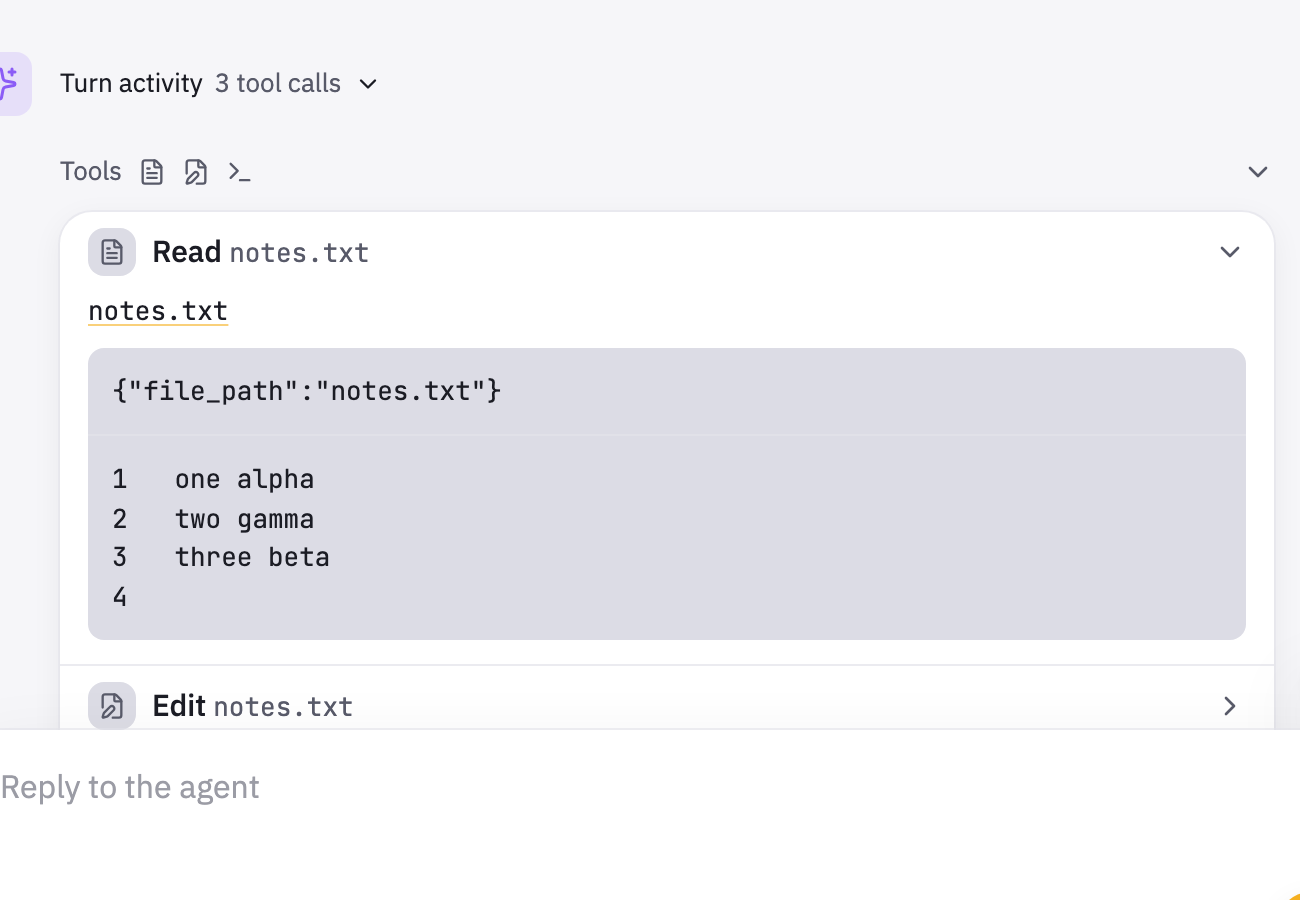 Turn activity 3 tool calls
Tools
Read notes.txt
notes.txt
{"file_path":"notes.txt"}
1 one alpha
2 two gamma
3 three beta
4
Edit notes.txt
Reply to the agent